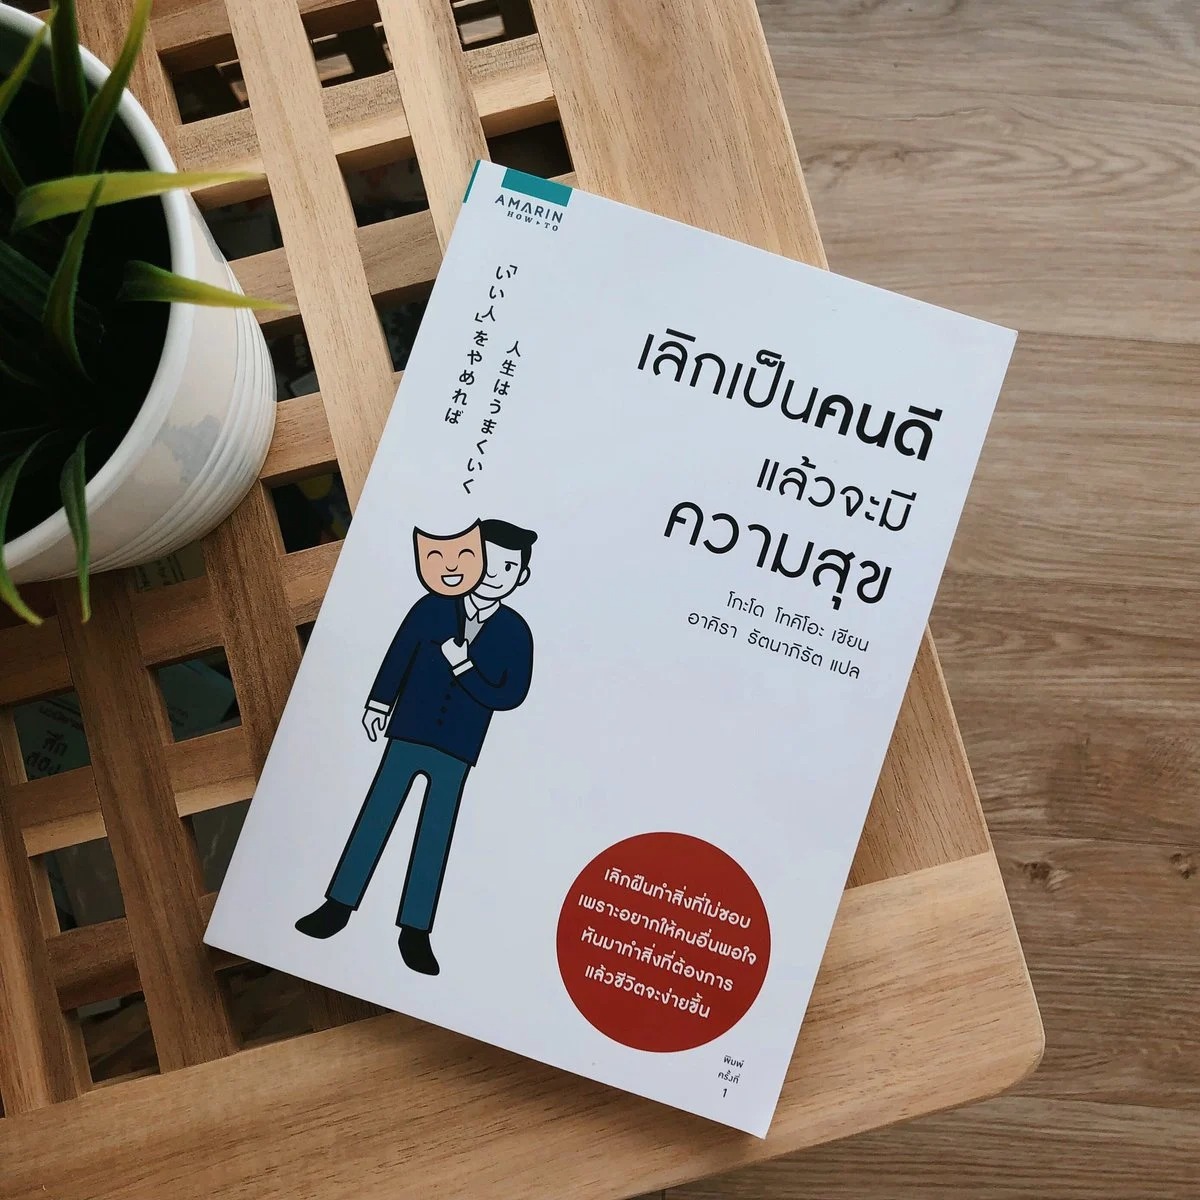 AMARIN
HOW▸TO
「いい人」をやめれば
人生はうまくいく
เลิกเป็นคนดี
แล้วจะมี
ความสุข
โกะโด โทคิโอะ เขียน
อาคิรา รัตนาภิรัต แปล
เลิกฝืนทำสิ่งที่ไม่ชอบ
เพราะอยากให้คนอื่นพอใจ
หันมาทำสิ่งที่ต้องการ
แล้วชีวิตจะง่ายขึ้น
พิมพ์
ครั้งที่
1